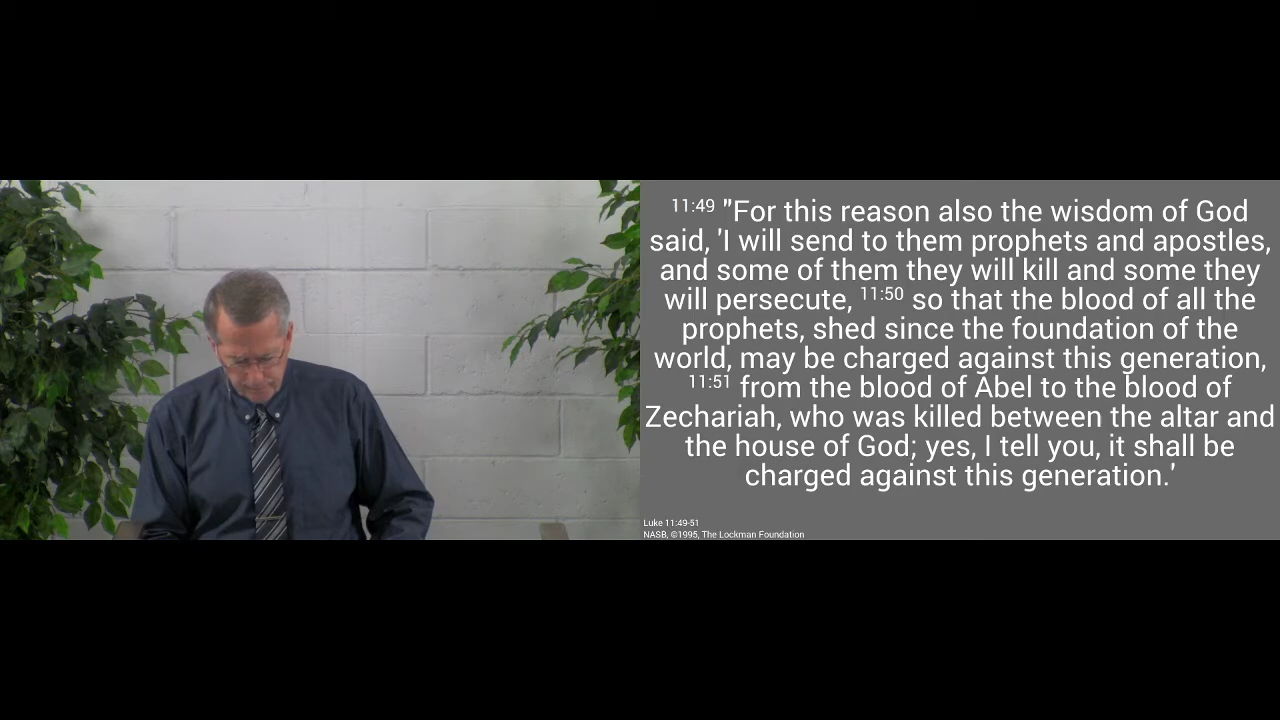 11:49 "For this reason also the wisdom of God
said, 'I will send to them prophets and apostles,
and some of them they will kill and some they
will persecute, 11:50 so that the blood of all the
prophets, shed since the foundation of the
world, may be charged against this generation,
11:51 from the blood of Abel to the blood of
Zechariah, who was killed between the altar and
the house of God; yes, I tell you, it shall be
charged against this generation.'
Luke 11:49-51
NASB, ©1995, The Lockman Foundation